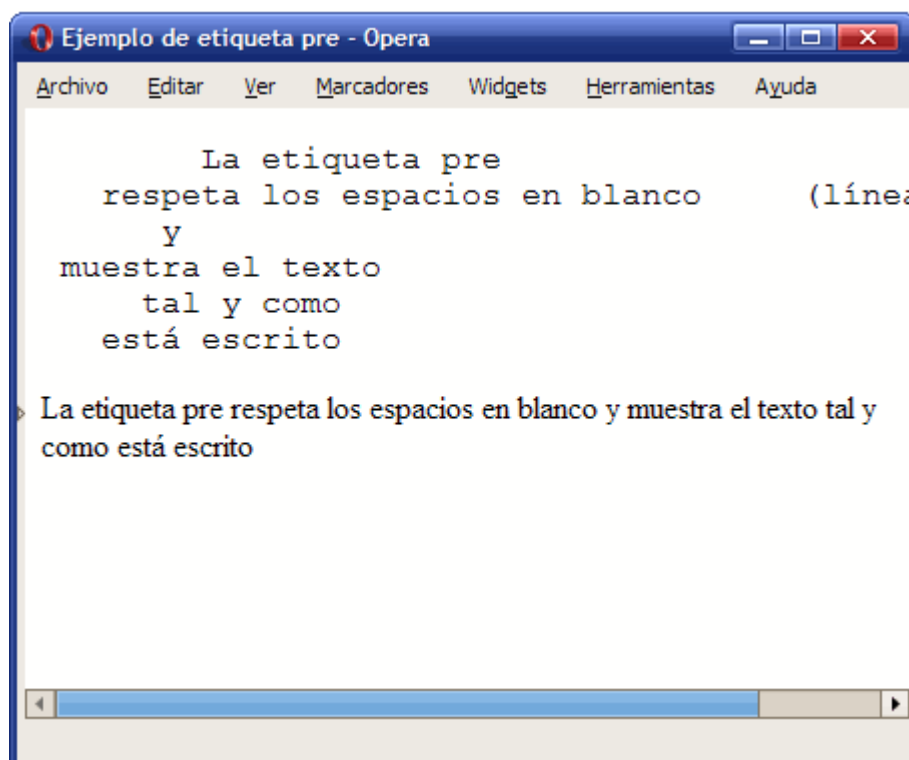 Ejemplo de etiqueta pre - Opera
Archivo Editar Ver Marcadores Widgets Herramientas Ayuda
La etiqueta pre
respeta los espacios en blanco (línea
y
muestra el texto
tal y como
está escrito
La etiqueta pre respeta los espacios en blanco y muestra el texto tal y
como está escrito